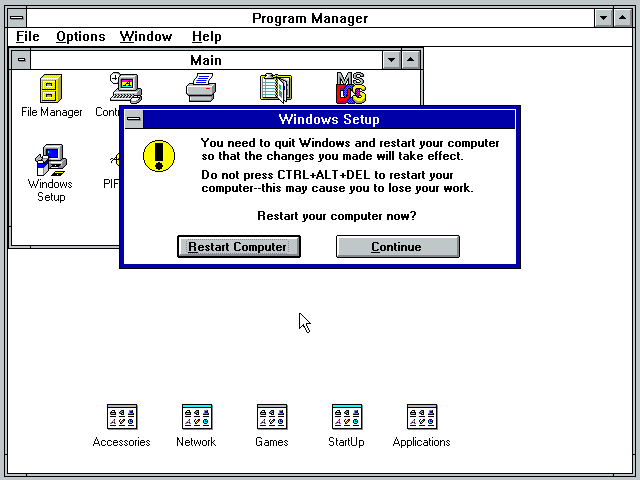 Program Manager
File Options Window Help
Main
File Manager
MS
DOS
Windows Setup
You need to quit Windows and restart your computer
so that the changes you made will take effect.
Do not press CTRL+ALT+DEL to restart your
computer--this may cause you to lose your work.
Restart your computer now?
Restart Computer Continue
Windows
Setup
Accessories Network Games StartUp Applications